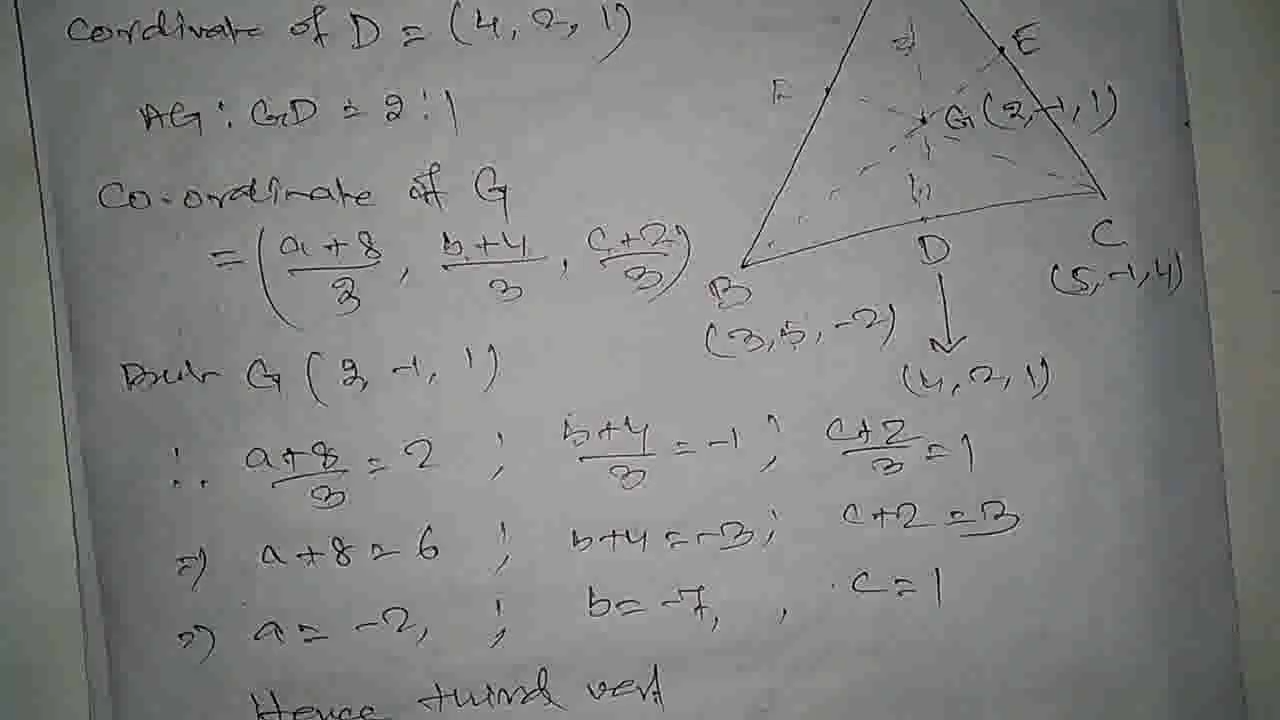 Coordinate of D = (4, 2, 1)
AG : GD = 2 : 1
Co-ordinate of G
= (a+8/3, b+4/3, c+2/3)
But G (2, -1, 1)
∴ a+8/3 = 2 ; b+4/3 = -1 ; c+2/3 = 1
⇒) a+8 = 6 ; b+4 = -3 ; c+2 = 3
⇒) a = -2, ; b = -7, , c = 1
Hence third vert
E
F
G (2, -1, 1)
B
(3, 5, -2)
D
(4, 2, 1)
C
(5, -1, 4)